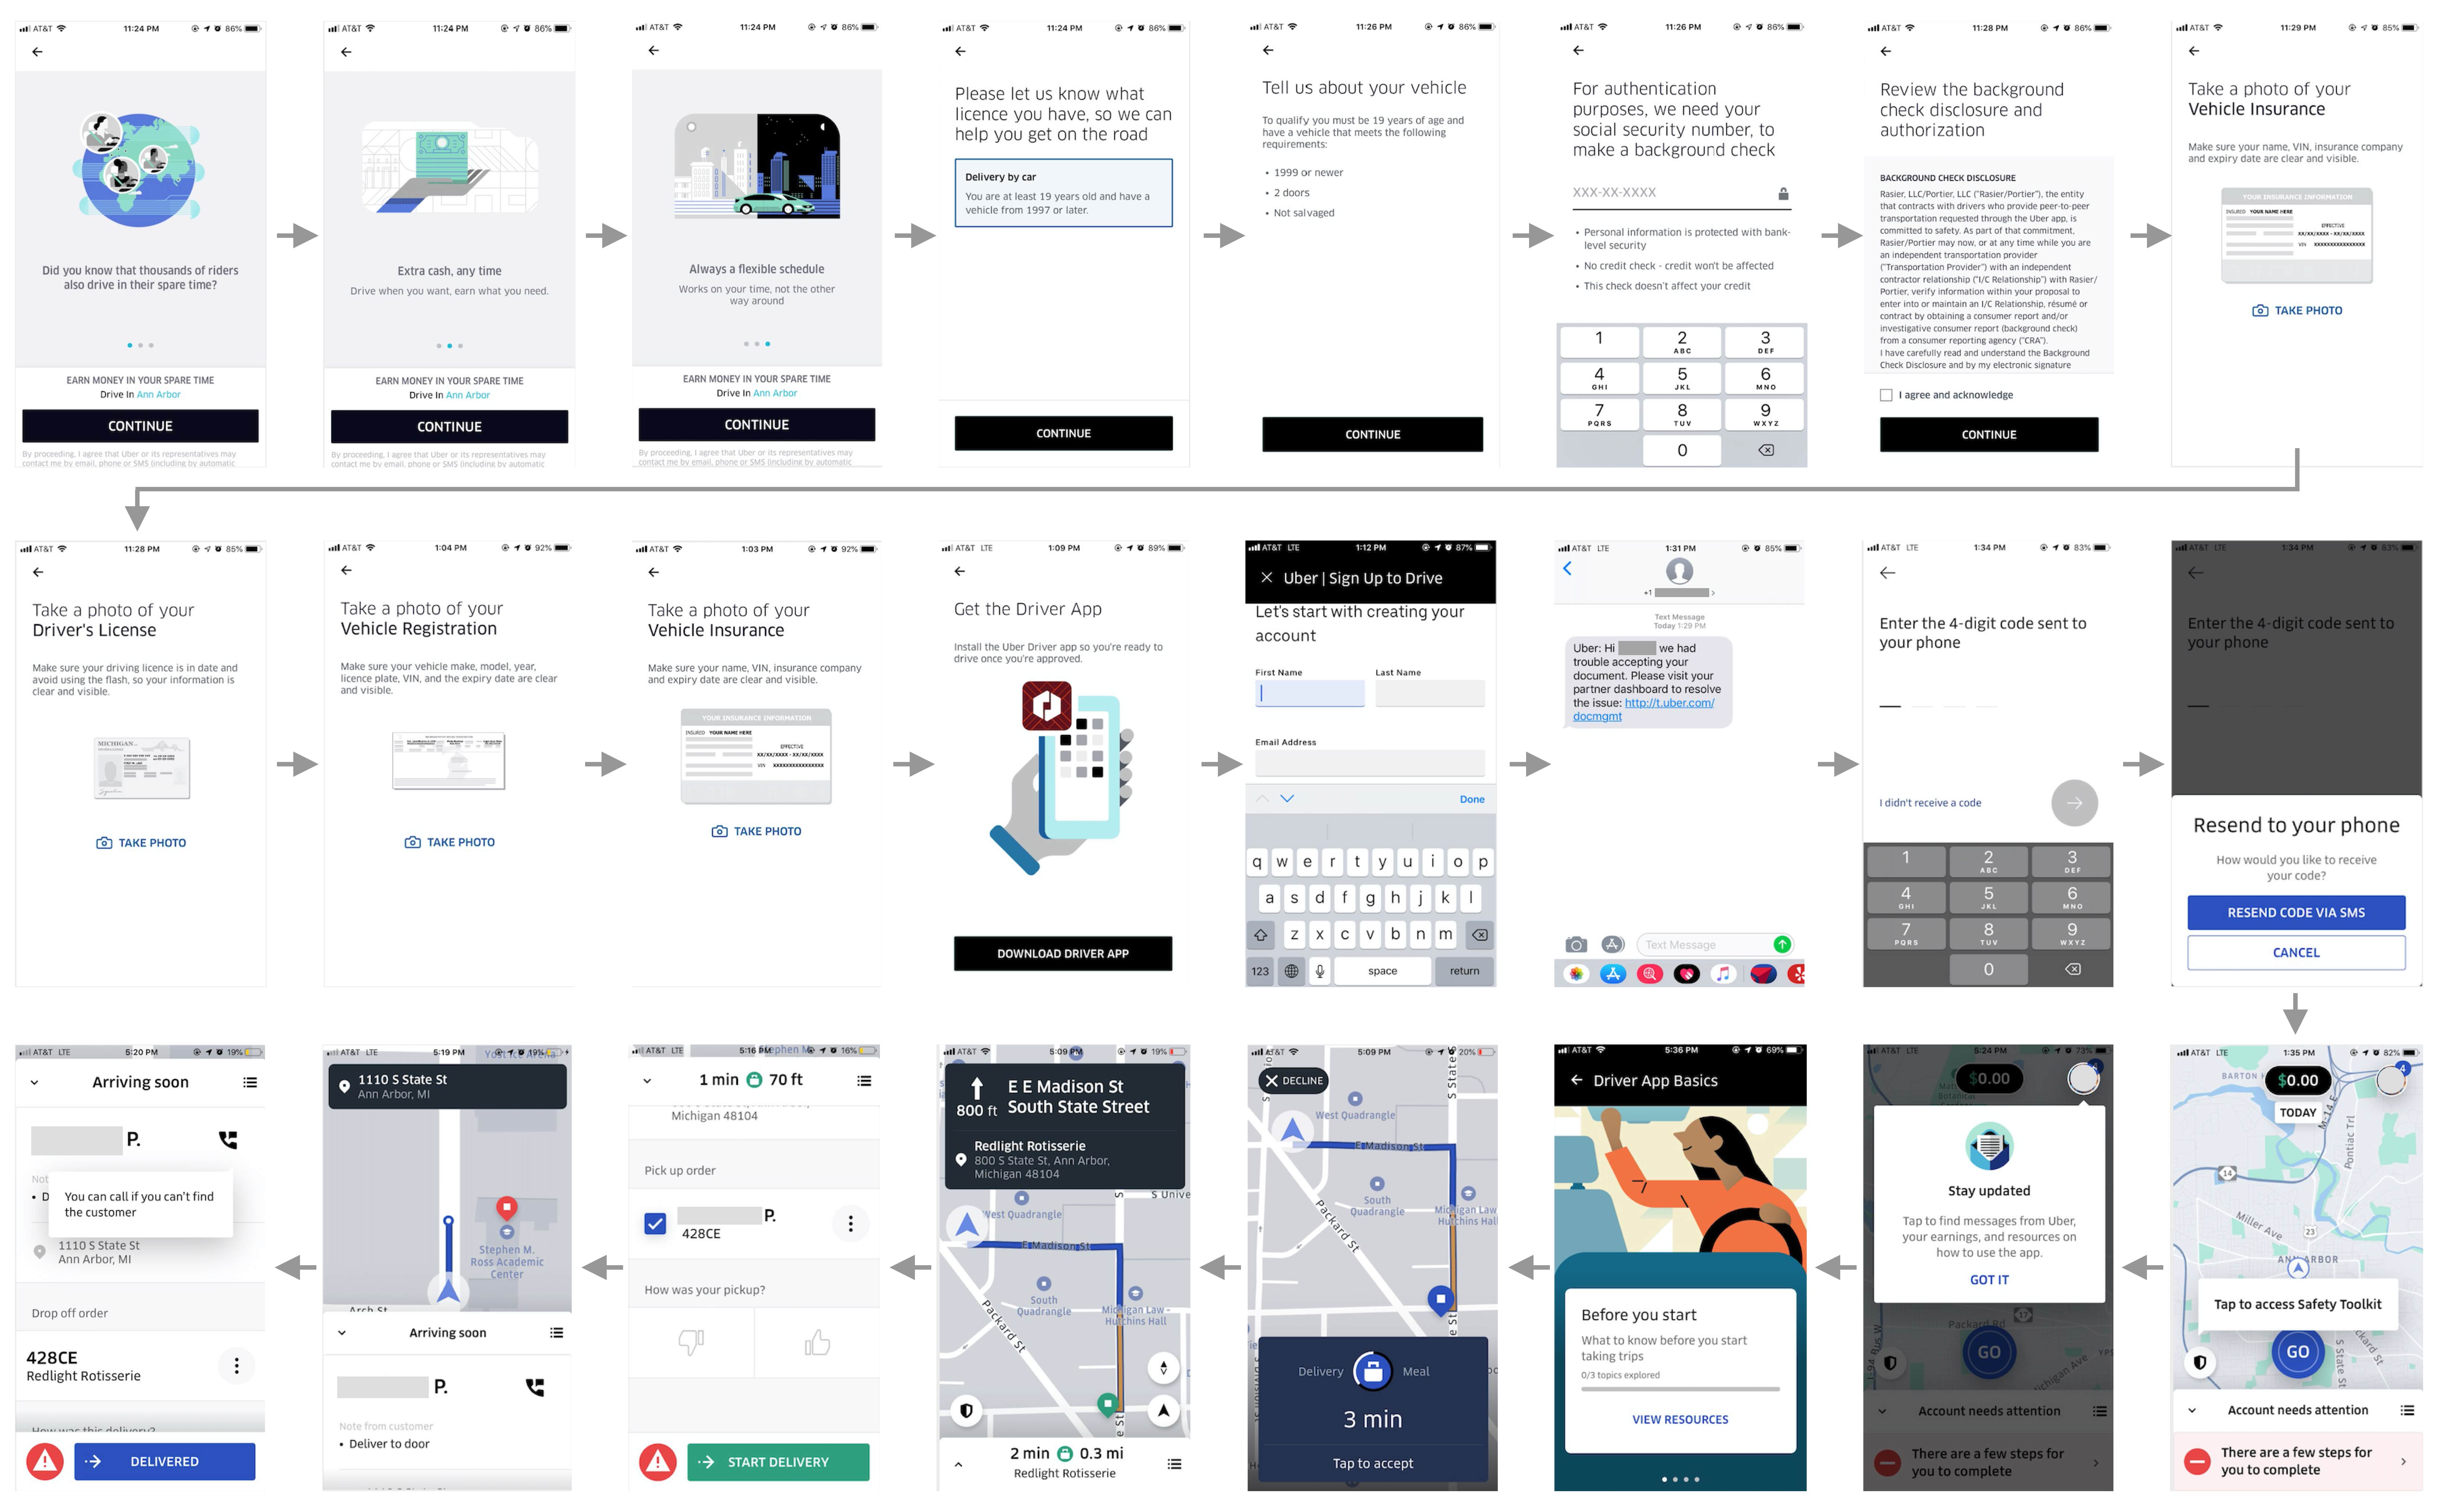 AT&T 11:24 PM 86%
Did you know that thousands of riders
also drive in their spare time?
EARN MONEY IN YOUR SPARE TIME
Drive In Ann Arbor
CONTINUE
By proceeding, I agree that Uber or its representatives may
contact me by email, phone or SMS (including by automatic
AT&T 11:24 PM 86%
Extra cash, any time
Drive when you want, earn what you need.
EARN MONEY IN YOUR SPARE TIME
Drive In Ann Arbor
CONTINUE
By proceeding, I agree that Uber or its representatives may
contact me by email, phone or SMS (including by automatic
AT&T 11:24 PM 86%
Always a flexible schedule
Works on your time, not the other
way around
EARN MONEY IN YOUR SPARE TIME
Drive In Ann Arbor
CONTINUE
By proceeding, I agree that Uber or its representatives may
contact me by email, phone or SMS (including by automatic
AT&T 11:24 PM 86%
Please let us know what
licence you have, so we can
help you get on the road
Delivery by car
You are at least 19 years old and have a
vehicle from 1997 or later.
CONTINUE
AT&T 11:26 PM 86%
Tell us about your vehicle
To qualify you must be 19 years of age and
have a vehicle that meets the following
requirements:
• 1999 or newer
• 2 doors
• Not salvaged
CONTINUE
AT&T 11:26 PM 86%
For authentication
purposes, we need your
social security number, to
make a background check
XXX-XX-XXXX
• Personal information is protected with bank-
level security
• No credit check - credit won't be affected
• This check doesn't affect your credit
1 2 3
ABC DEF
4 5 6
GHI JKL MNO
7 8 9
PQRS TUV WXYZ
0
AT&T 11:28 PM 86%
Review the background
check disclosure and
authorization
BACKGROUND CHECK DISCLOSURE
Rasier, LLC/Portier, LLC ("Rasier/Portier"), the entity
that contracts with drivers who provide peer-to-peer
transportation requested through the Uber app, is
committed to safety. As part of that commitment,
Rasier/Portier may now, or at any time while you are
an independent transportation provider
("Transportation Provider") with an independent
contractor relationship ("I/C Relationship") with Rasier/
Portier, verify information within your proposal to
enter into or maintain an I/C Relationship, résumé or
contract by obtaining a consumer report and/or
investigative consumer report (background check)
from a consumer reporting agency ("CRA").
I have carefully read and understand the Background
Check Disclosure and by my electronic signature
I agree and acknowledge
CONTINUE
AT&T 11:29 PM 85%
Take a photo of your
Vehicle Insurance
Make sure your name, VIN, insurance company
and expiry date are clear and visible.
YOUR INSURANCE INFORMATION
INSURED YOUR NAME HERE
EFFECTIVE
XX/XX/XXXX - XX/XX/XXXX
VIN XXXXXXXXXXXXXXXX
TAKE PHOTO
AT&T 11:28 PM 85%
Take a photo of your
Driver's License
Make sure your driving licence is in date and
avoid using the flash, so your information is
clear and visible.
MICHIGAN
TAKE PHOTO
AT&T 1:04 PM 92%
Take a photo of your
Vehicle Registration
Make sure your vehicle make, model, year,
licence plate, VIN, and the expiry date are clear
and visible.
TAKE PHOTO
AT&T 1:03 PM 92%
Take a photo of your
Vehicle Insurance
Make sure your name, VIN, insurance company
and expiry date are clear and visible.
YOUR INSURANCE INFORMATION
INSURED YOUR NAME HERE
EFFECTIVE
XX/XX/XXXX - XX/XX/XXXX
VIN XXXXXXXXXXXXXXXX
TAKE PHOTO
AT&T LTE 1:09 PM 89%
Get the Driver App
Install the Uber Driver app so you're ready to
drive once you're approved.
DOWNLOAD DRIVER APP
AT&T LTE 1:12 PM 87%
Uber | Sign Up to Drive
Let's start with creating your
account
First Name Last Name
Email Address
Done
q w e r t y u i o p
a s d f g h j k l
z x c v b n m
123 space return
AT&T LTE 1:31 PM 85%
+1
Text Message
Today 1:29 PM
Uber: Hi we had
trouble accepting your
document. Please visit your
partner dashboard to resolve
the issue: http://t.uber.com/
docmgmt
Text Message
AT&T LTE 1:34 PM 83%
Enter the 4-digit code sent to
your phone
I didn't receive a code
1 2 3
ABC DEF
4 5 6
GHI JKL MNO
7 8 9
PQRS TUV WXYZ
0
AT&T LTE 1:34 PM 83%
Enter the 4-digit code sent to
your phone
Resend to your phone
How would you like to receive
your code?
RESEND CODE VIA SMS
CANCEL
AT&T LTE 5:20 PM 19%
Arriving soon
P.
You can call if you can't find
the customer
1110 S State St
Ann Arbor, MI
Drop off order
428CE
Redlight Rotisserie
How was this delivery?
DELIVERED
AT&T LTE 5:19 PM 19%
1110 S State St
Ann Arbor, MI
Stephen M.
Ross Academic
Center
Arch St
Arriving soon
P.
Note from customer
• Deliver to door
AT&T LTE 5:16 PM 16%
1 min 70 ft
Michigan 48104
Pick up order
P.
428CE
How was your pickup?
START DELIVERY
AT&T 5:09 PM 19%
E E Madison St
South State Street
800 ft
Redlight Rotisserie
800 S State St, Ann Arbor,
Michigan 48104
S Unive
West Quadrangle
E Madison St
South
Quadrangle
Michigan Law -
Hutchins Hall
Packard St
2 min 0.3 mi
Redlight Rotisserie
AT&T 5:09 PM 20%
DECLINE
S State S
West Quadrangle
E Madison St
South
Quadrangle
Michigan Law
Hutchins Hall
Packard St
Delivery Meal
3 min
Tap to accept
AT&T 5:36 PM 69%
Driver App Basics
Before you start
What to know before you start
taking trips
0/3 topics explored
VIEW RESOURCES
AT&T LTE 5:24 PM 73%
$0.00
Stay updated
Tap to find messages from Uber,
your earnings, and resources on
how to use the app.
GOT IT
Packard Rd
GO
Account needs attention
There are a few steps for
you to complete
AT&T LTE 1:35 PM 82%
BARTON
$0.00
4
TODAY
M-14 E
Pontiac Trl
14
Miller Ave
23
ANN ARBOR
Tap to access Safety Toolkit
GO
S State St
Packard St
Account needs attention
There are a few steps for
you to complete